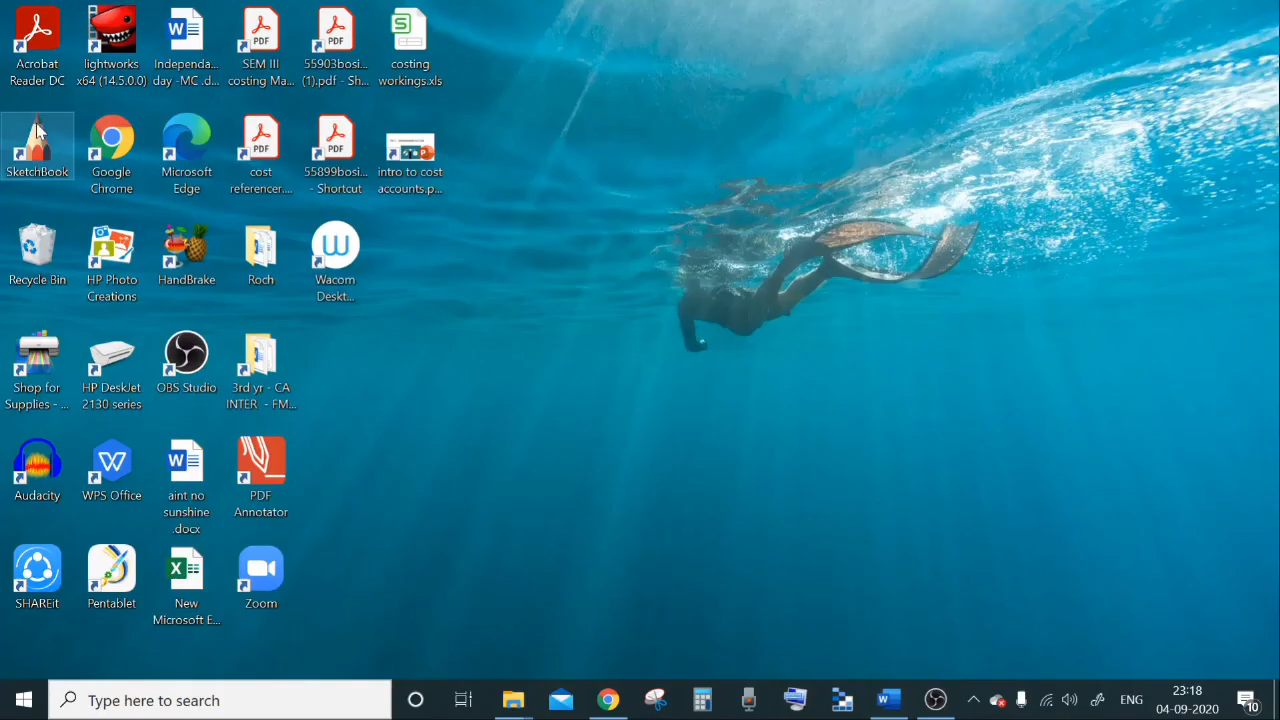 Acrobat
Reader DC
lightworks
x64 (14.5.0.0)
Independa...
day -MC .d...
PDF
SEM III
costing Ma...
PDF
55903bosi...
(1).pdf - Sh...
S
costing
workings.xls
SketchBook
Google
Chrome
Microsoft
Edge
PDF
cost
referencer....
PDF
55899bosi...
- Shortcut
intro to cost
accounts.p...
Recycle Bin
HP Photo
Creations
HandBrake
Roch
Wacom
Deskt...
Shop for
Supplies - ...
HP DeskJet
2130 series
OBS Studio
3rd yr - CA
INTER - FM...
Audacity
WPS Office
aint no
sunshine
.docx
PDF
Annotator
SHAREit
Pentablet
New
Microsoft E...
Zoom
Type here to search
ENG
23:18
04-09-2020
10